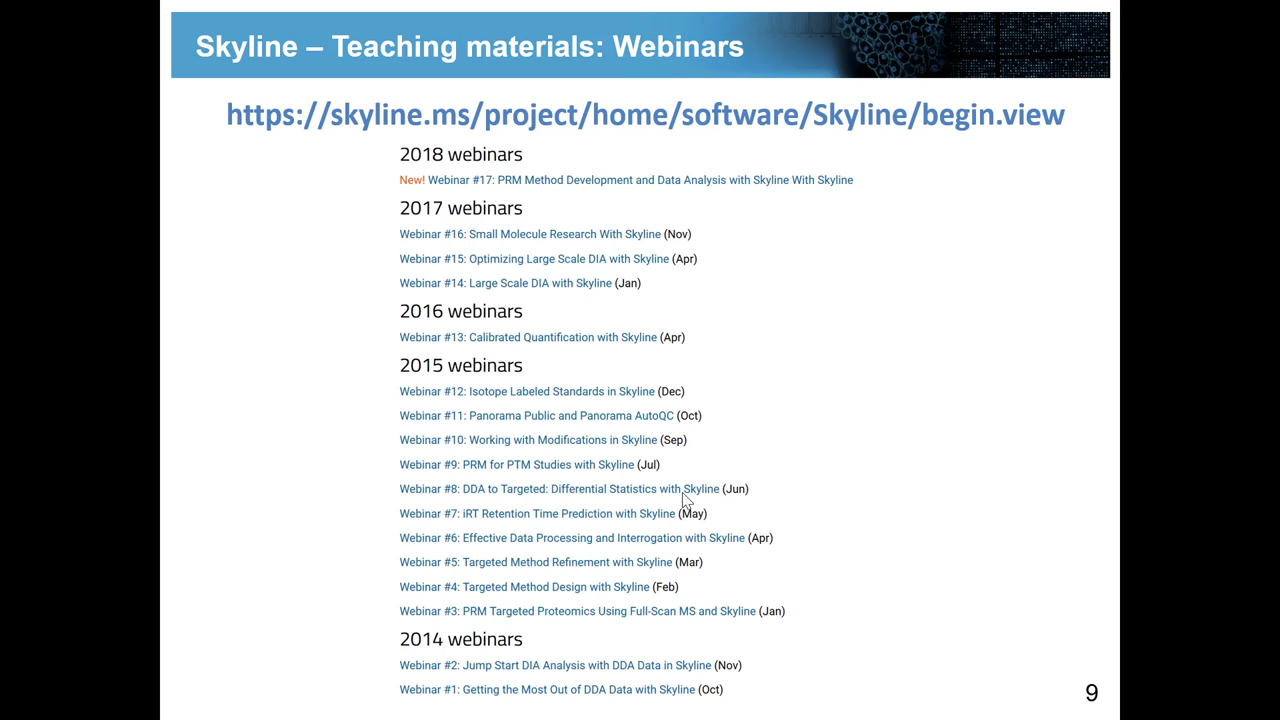 Skyline – Teaching materials: Webinars
https://skyline.ms/project/home/software/Skyline/begin.view
2018 webinars
New! Webinar #17: PRM Method Development and Data Analysis with Skyline With Skyline
2017 webinars
Webinar #16: Small Molecule Research With Skyline (Nov)
Webinar #15: Optimizing Large Scale DIA with Skyline (Apr)
Webinar #14: Large Scale DIA with Skyline (Jan)
2016 webinars
Webinar #13: Calibrated Quantification with Skyline (Apr)
2015 webinars
Webinar #12: Isotope Labeled Standards in Skyline (Dec)
Webinar #11: Panorama Public and Panorama AutoQC (Oct)
Webinar #10: Working with Modifications in Skyline (Sep)
Webinar #9: PRM for PTM Studies with Skyline (Jul)
Webinar #8: DDA to Targeted: Differential Statistics with Skyline (Jun)
Webinar #7: iRT Retention Time Prediction with Skyline (May)
Webinar #6: Effective Data Processing and Interrogation with Skyline (Apr)
Webinar #5: Targeted Method Refinement with Skyline (Mar)
Webinar #4: Targeted Method Design with Skyline (Feb)
Webinar #3: PRM Targeted Proteomics Using Full-Scan MS and Skyline (Jan)
2014 webinars
Webinar #2: Jump Start DIA Analysis with DDA Data in Skyline (Nov)
Webinar #1: Getting the Most Out of DDA Data with Skyline (Oct)
9